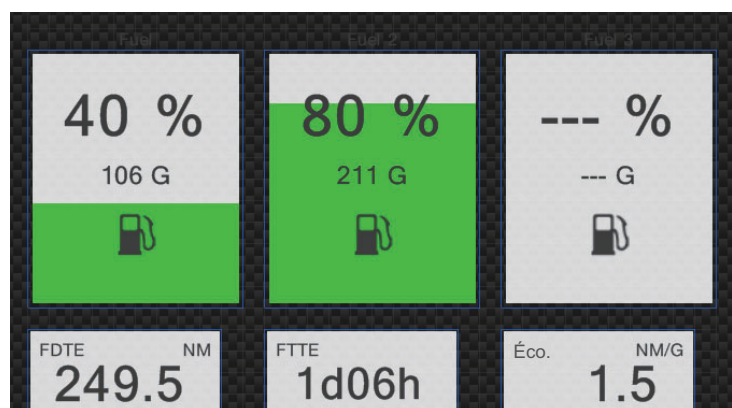 Fuel
Fuel 2
Fuel 3
40 %
80 %
--- %
106 G
211 G
--- G
FDTE NM
249.5
FTTE
1d06h
Éco. NM/G
1.5